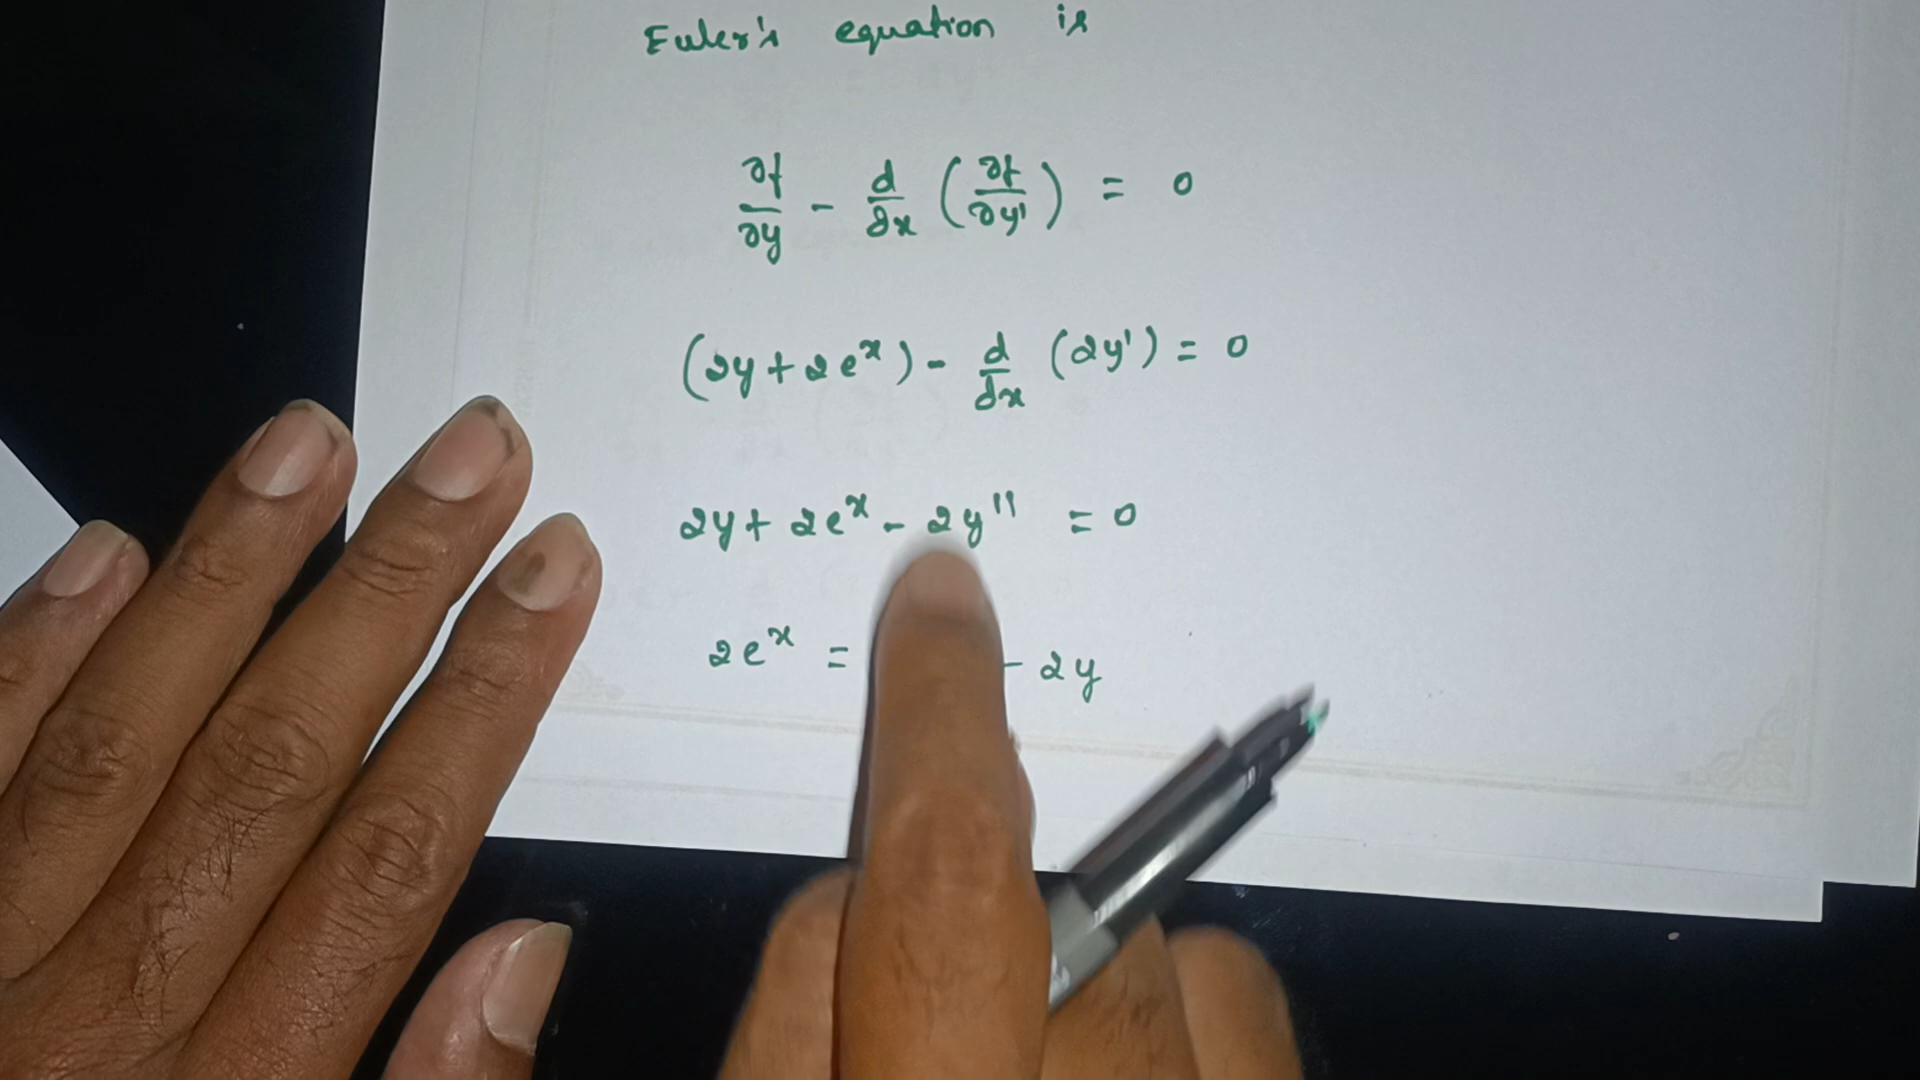 Euler's equation is
∂f/∂y - d/dx (∂f/∂y') = 0
(2y + 2e^x) - d/dx (2y') = 0
2y + 2e^x - 2y'' = 0
2e^x = - 2y